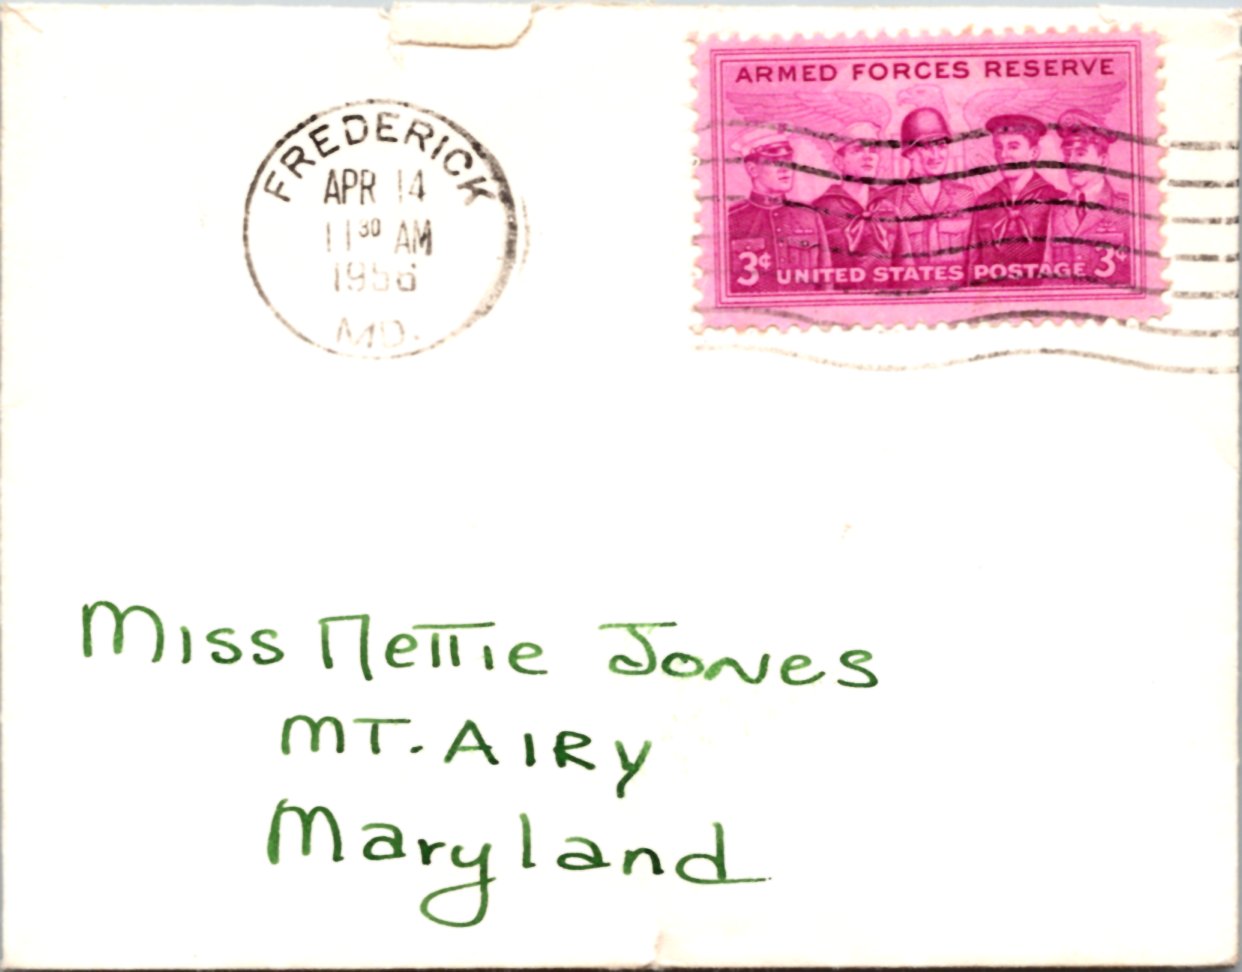 FREDERICK
APR 14
11 30 AM
1956
MD.
ARMED FORCES RESERVE
3¢ UNITED STATES POSTAGE 3¢
Miss Nettie Jones
MT. AIRy
Maryland